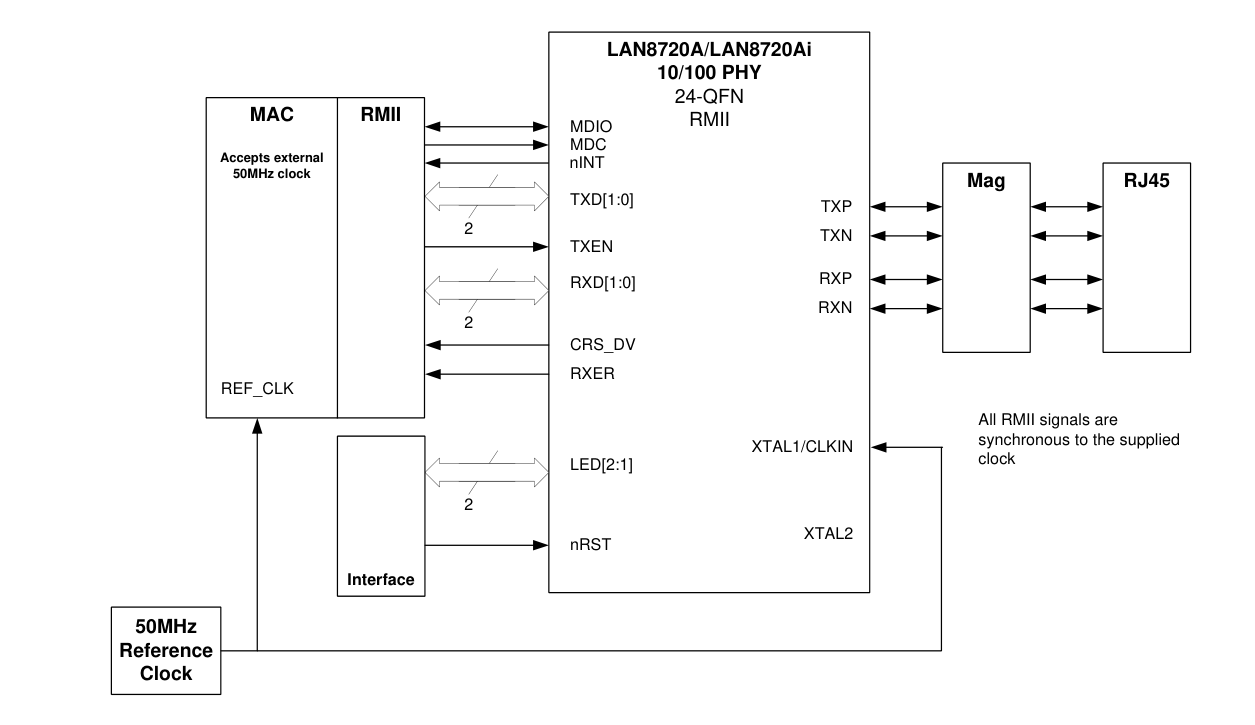 LAN8720A/LAN8720Ai
10/100 PHY
24-QFN
RMII
MAC
RMII
Accepts external
50MHz clock
REF_CLK
MDIO
MDC
nINT
TXD[1:0]
2
TXEN
RXD[1:0]
2
CRS_DV
RXER
LED[2:1]
2
nRST
Interface
TXP
TXN
RXP
RXN
XTAL1/CLKIN
XTAL2
Mag
RJ45
All RMII signals are
synchronous to the supplied
clock
50MHz
Reference
Clock